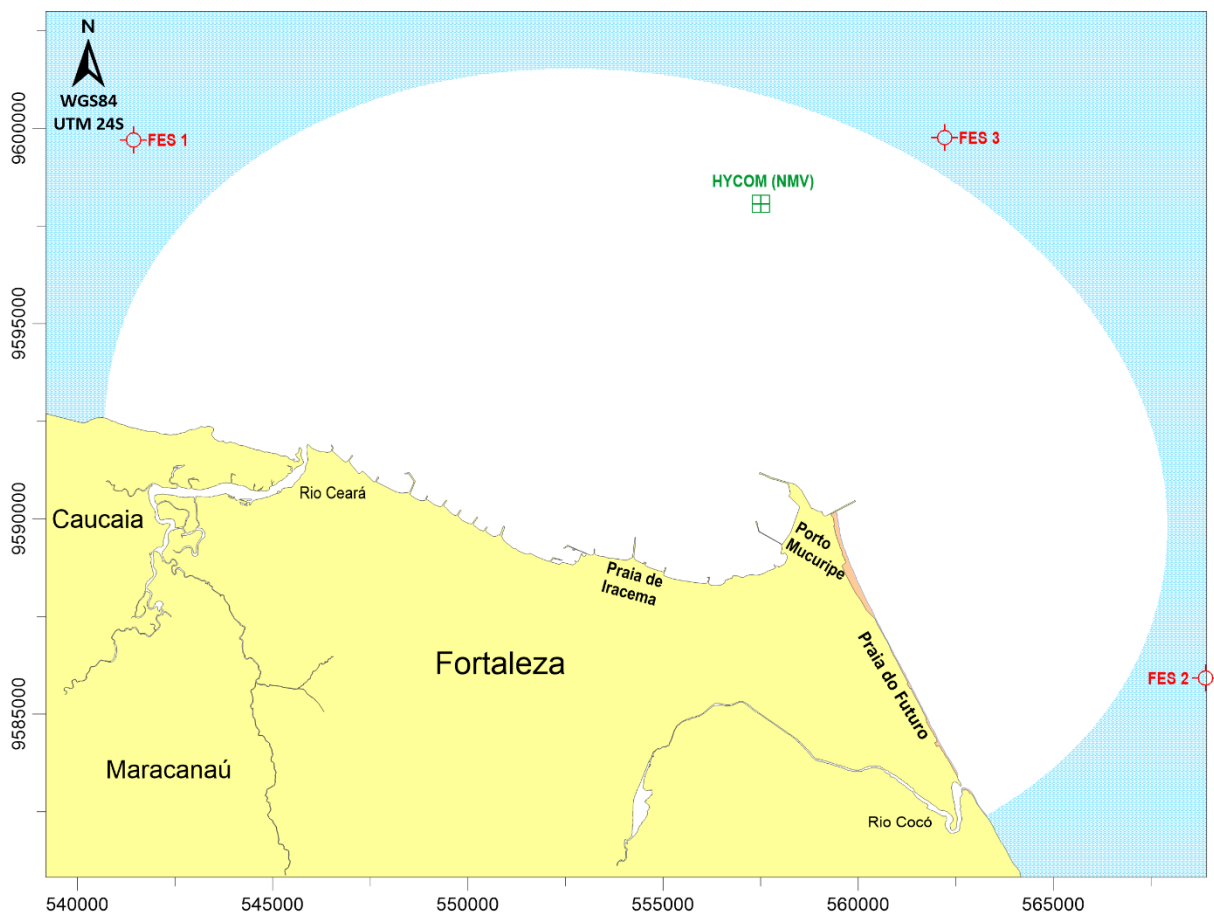 N
WGS84
UTM 24S
FES 1
FES 3
HYCOM (NMV)
9600000
9595000
9590000
9585000
Rio Ceará
Caucaia
Porto
Mucuripe
Praia de
Iracema
Fortaleza
Praia do Futuro
FES 2
Maracanaú
Rio Cocó
540000
545000
550000
555000
560000
565000